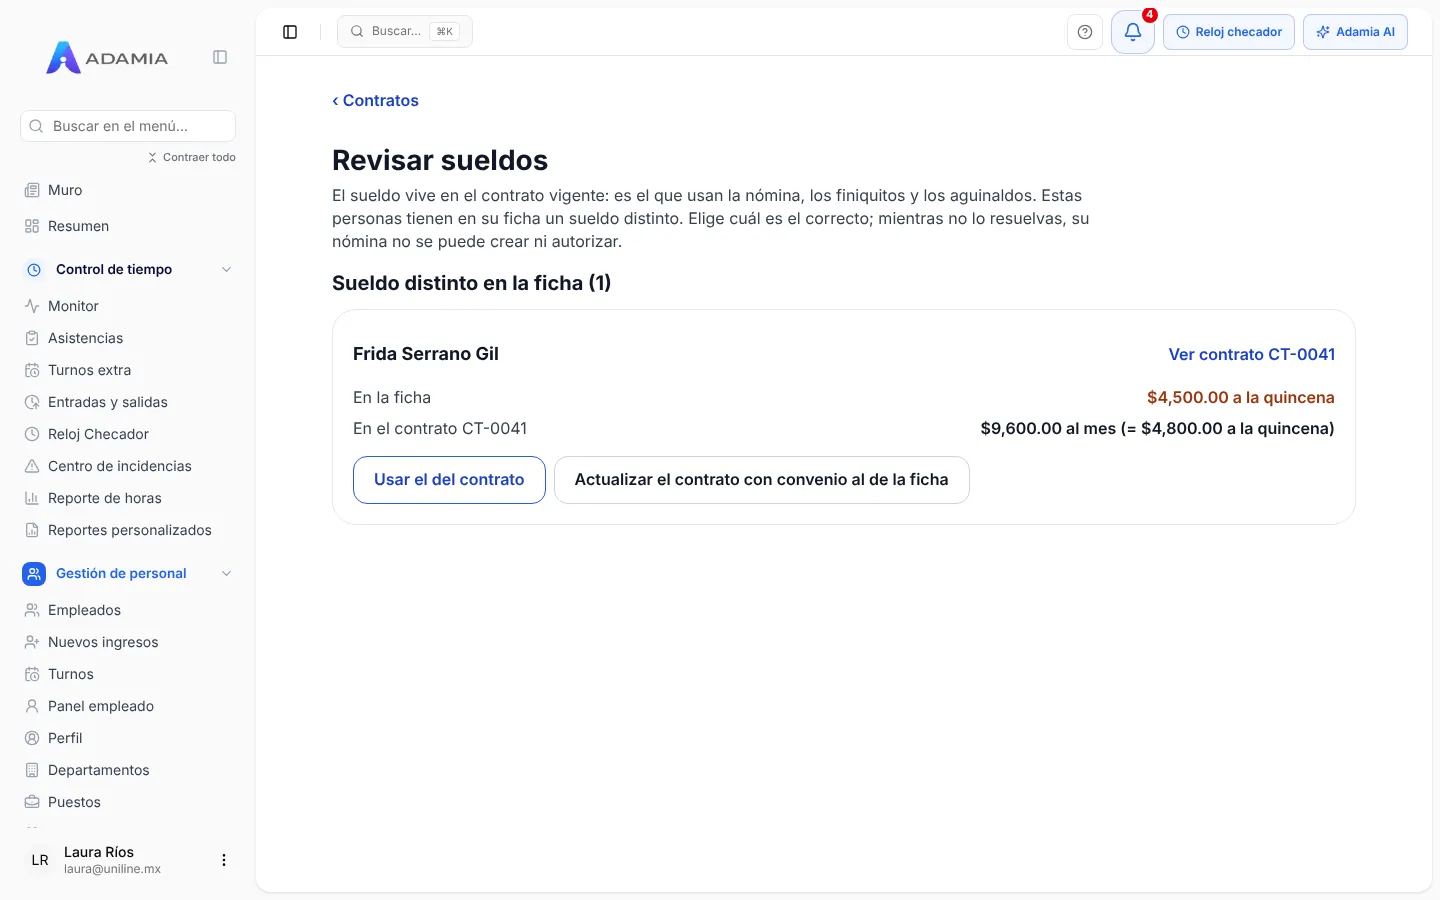 ADAMIA
Buscar en el menú...
Contraer todo
Muro
Resumen
Control de tiempo
Monitor
Asistencias
Turnos extra
Entradas y salidas
Reloj Checador
Centro de incidencias
Reporte de horas
Reportes personalizados
Gestión de personal
Empleados
Nuevos ingresos
Turnos
Panel empleado
Perfil
Departamentos
Puestos
LR
Laura Ríos
laura@uniline.mx
Buscar... ⌘K
4
Reloj checador
Adamia AI
‹ Contratos
Revisar sueldos
El sueldo vive en el contrato vigente: es el que usan la nómina, los finiquitos y los aguinaldos. Estas
personas tienen en su ficha un sueldo distinto. Elige cuál es el correcto; mientras no lo resuelvas, su
nómina no se puede crear ni autorizar.
Sueldo distinto en la ficha (1)
Frida Serrano Gil
Ver contrato CT-0041
En la ficha
$4,500.00 a la quincena
En el contrato CT-0041
$9,600.00 al mes (= $4,800.00 a la quincena)
Usar el del contrato
Actualizar el contrato con convenio al de la ficha